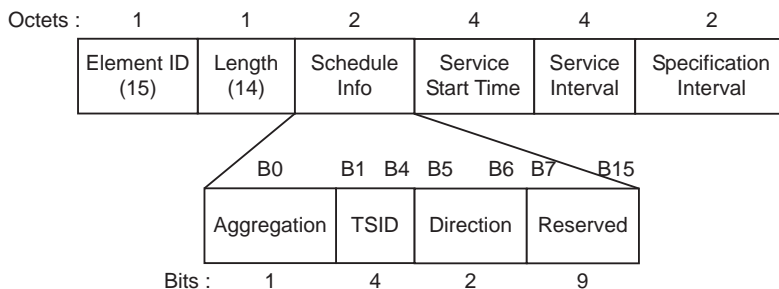 Octets : 1 1 2 4 4 2
Element ID (15) Length (14) Schedule Info Service Start Time Service Interval Specification Interval
B0 B1 B4 B5 B6 B7 B15
Aggregation TSID Direction Reserved
Bits : 1 4 2 9